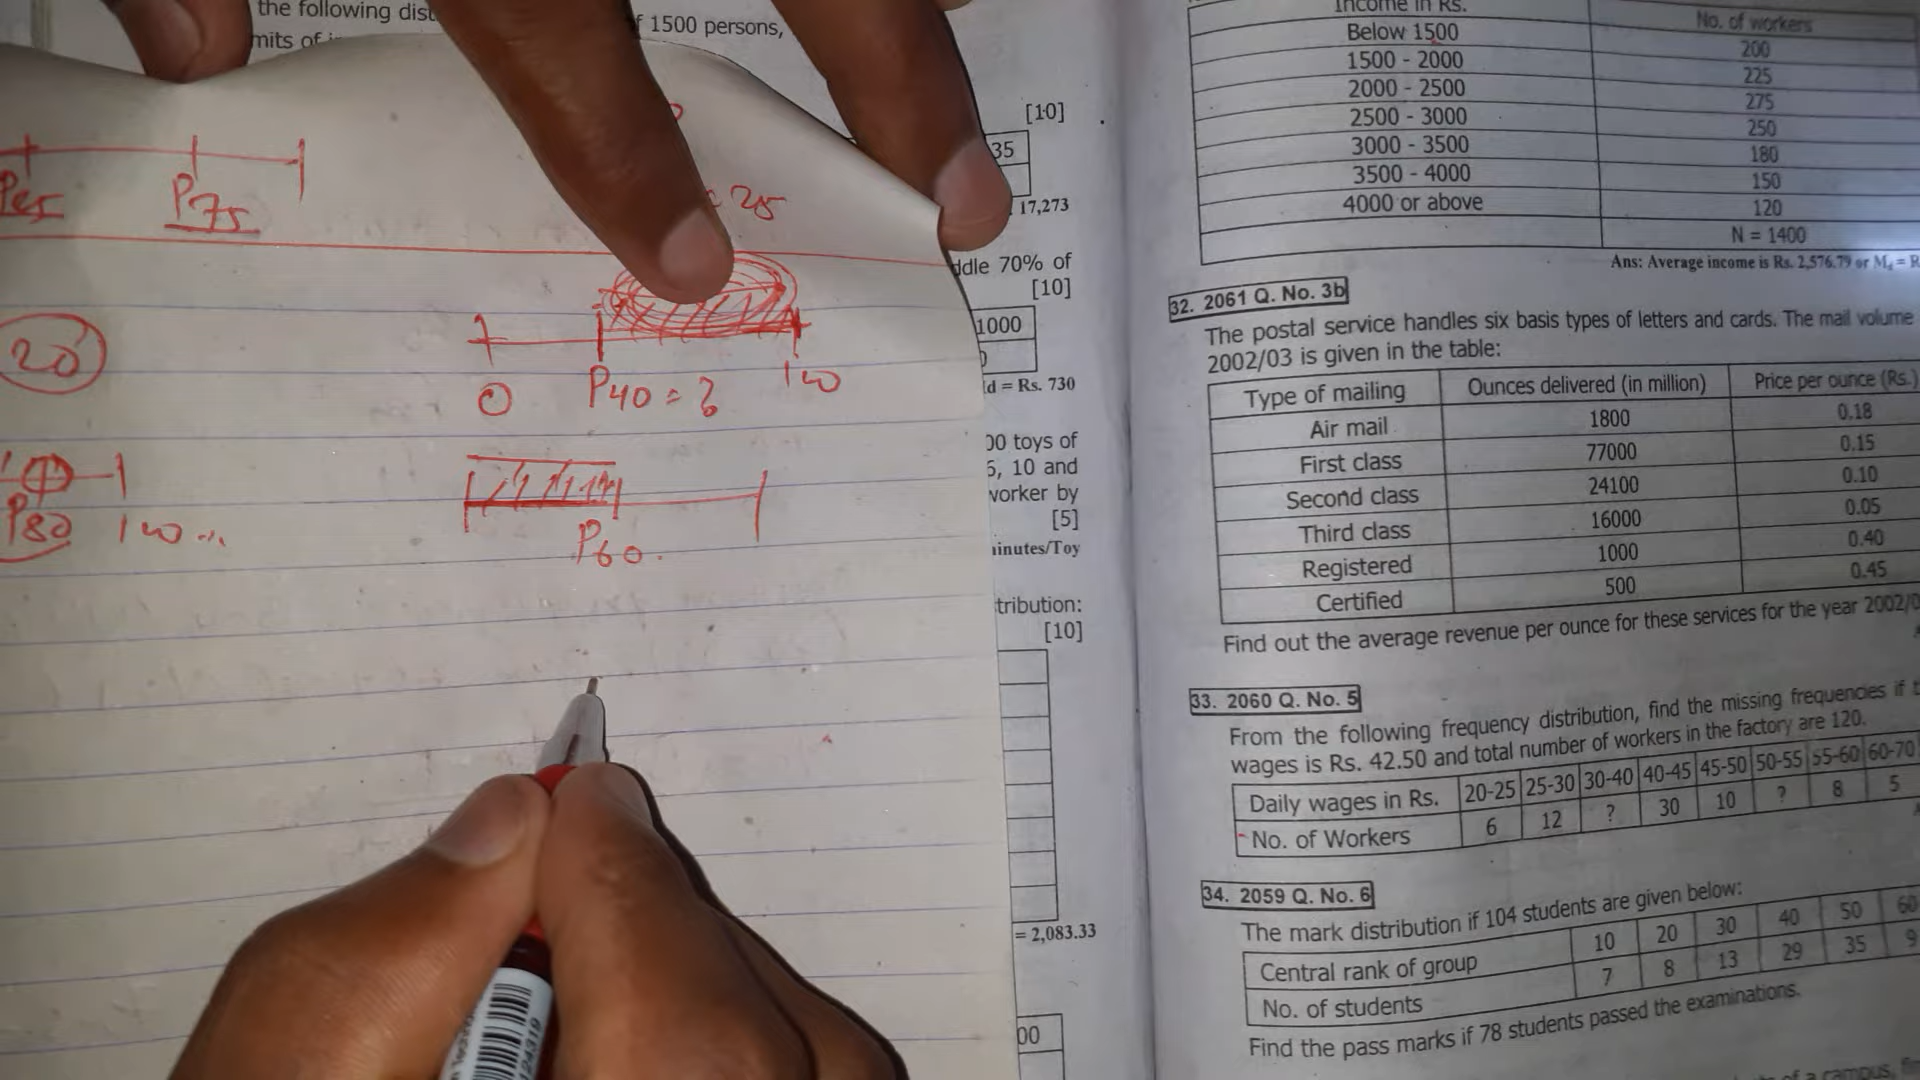 the following
1500 persons,
mits of
[10]
35
17,273
P65
P75
25
ddle 70% of
[10]
1000
d = Rs. 730
20
0
P40 = ?
100
P80
100...
P60.
00 toys of
5, 10 and
worker by
[5]
inutes/Toy
tribution:
[10]
= 2,083.33
00
124319
Income in Rs.
No. of workers
Below 1500
200
1500 - 2000
225
2000 - 2500
275
2500 - 3000
250
3000 - 3500
180
3500 - 4000
150
4000 or above
120
N = 1400
Ans: Average income is Rs. 2,576.79 or Md = R
32. 2061 Q. No. 3b
The postal service handles six basis types of letters and cards. The mail volume
2002/03 is given in the table:
Type of mailing Ounces delivered (in million) Price per ounce (Rs.)
Air mail 1800 0.18
First class 77000 0.15
Second class 24100 0.10
Third class 16000 0.05
Registered 1000 0.40
Certified 500 0.45
Find out the average revenue per ounce for these services for the year 2002/0
33. 2060 Q. No. 5
From the following frequency distribution, find the missing frequencies if
wages is Rs. 42.50 and total number of workers in the factory are 120.
Daily wages in Rs. 20-25 25-30 30-40 40-45 45-50 50-55 55-60 60-70
No. of Workers 6 12 ? 30 10 ? 8 5
34. 2059 Q. No. 6
The mark distribution if 104 students are given below:
Central rank of group 10 20 30 40 50 60
No. of students 7 8 13 29 35 9
Find the pass marks if 78 students passed the examinations.
of a campus,